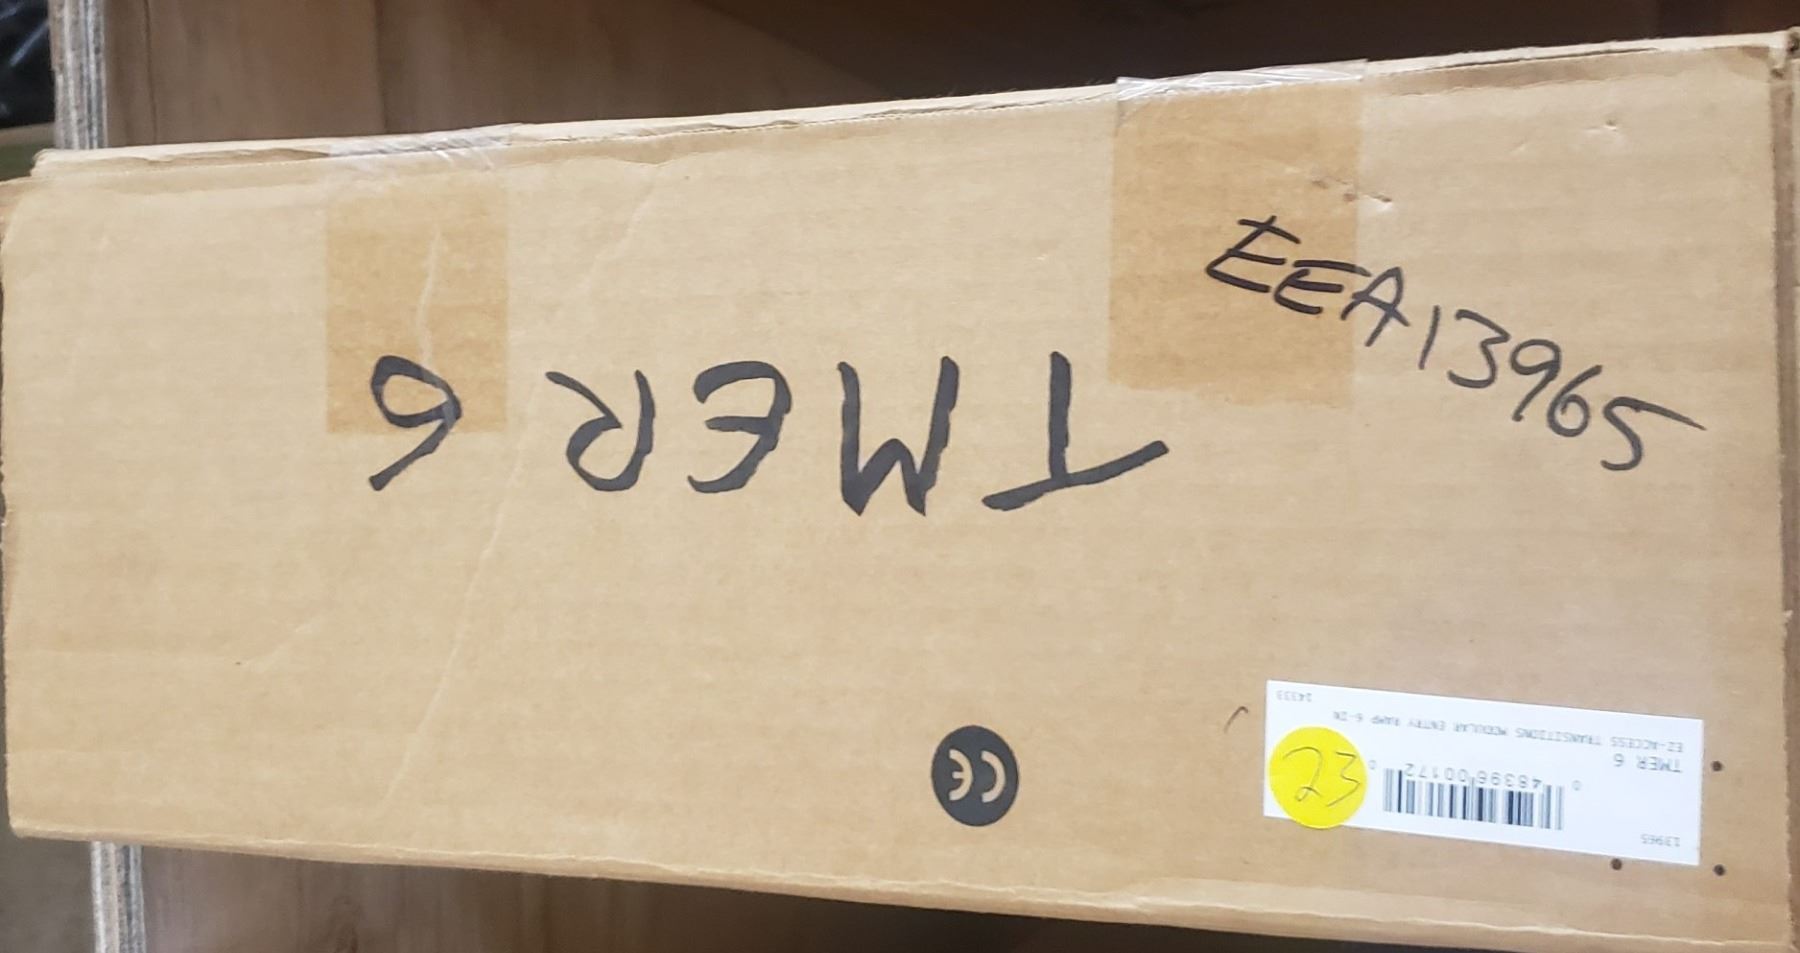 EEA13965
TMER 6
CE
13965
0 48396 00172 0
TMER 6
EZ-ACCESS TRANSITIONS MODULAR ENTRY RAMP 6-IN
14333
23